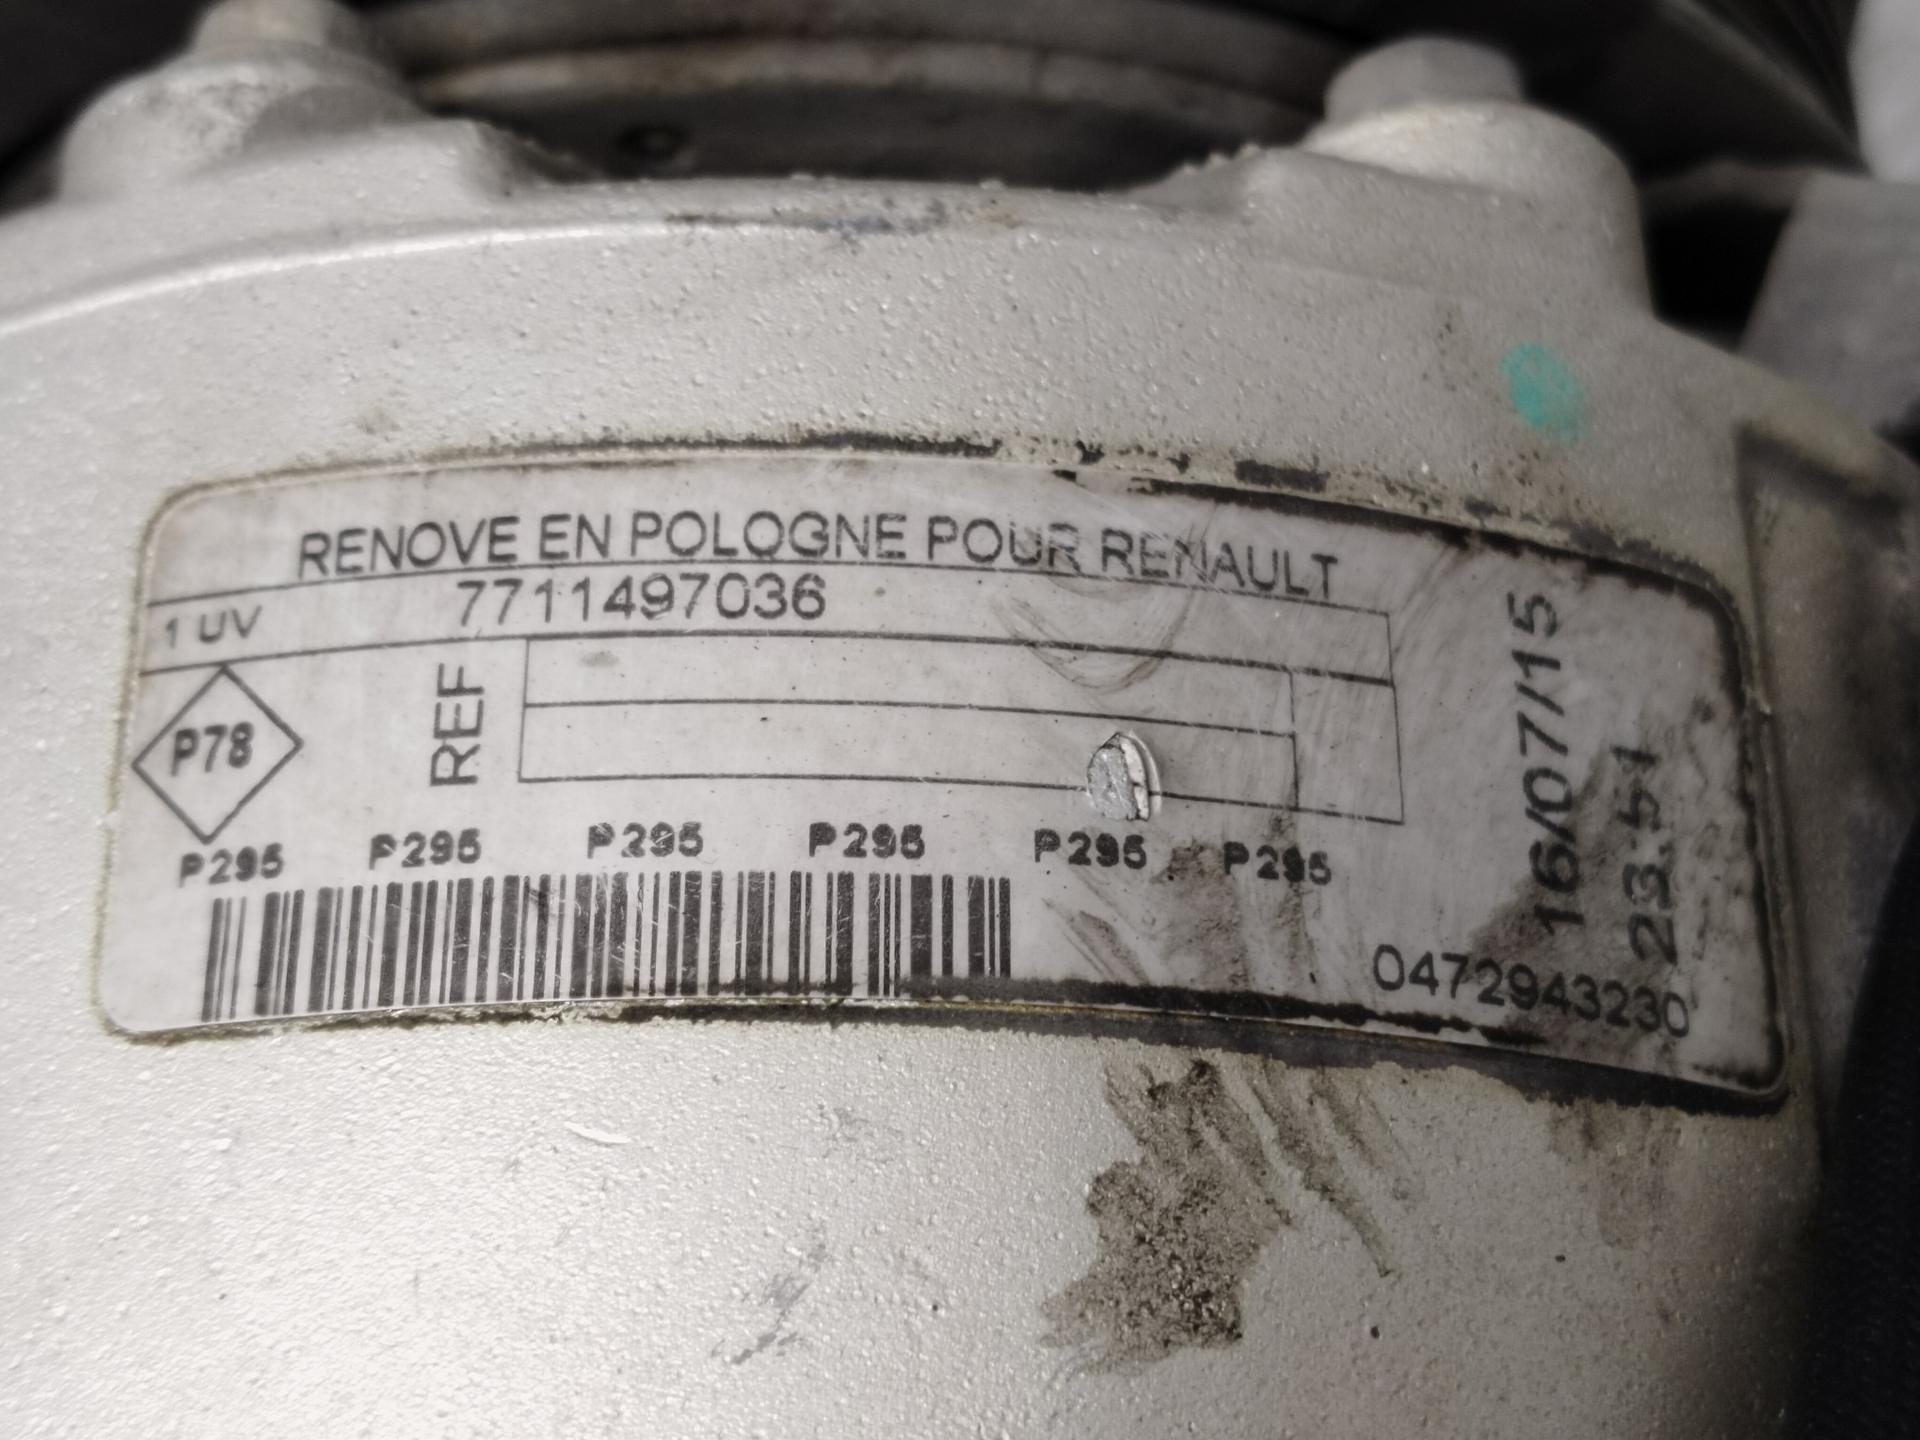 RENOVE EN POLOGNE POUR RENAULT
1 UV 7711497036
P78
REF
P295 P295 P295 P295 P295 P295
0472943230
16/07/15
23:51